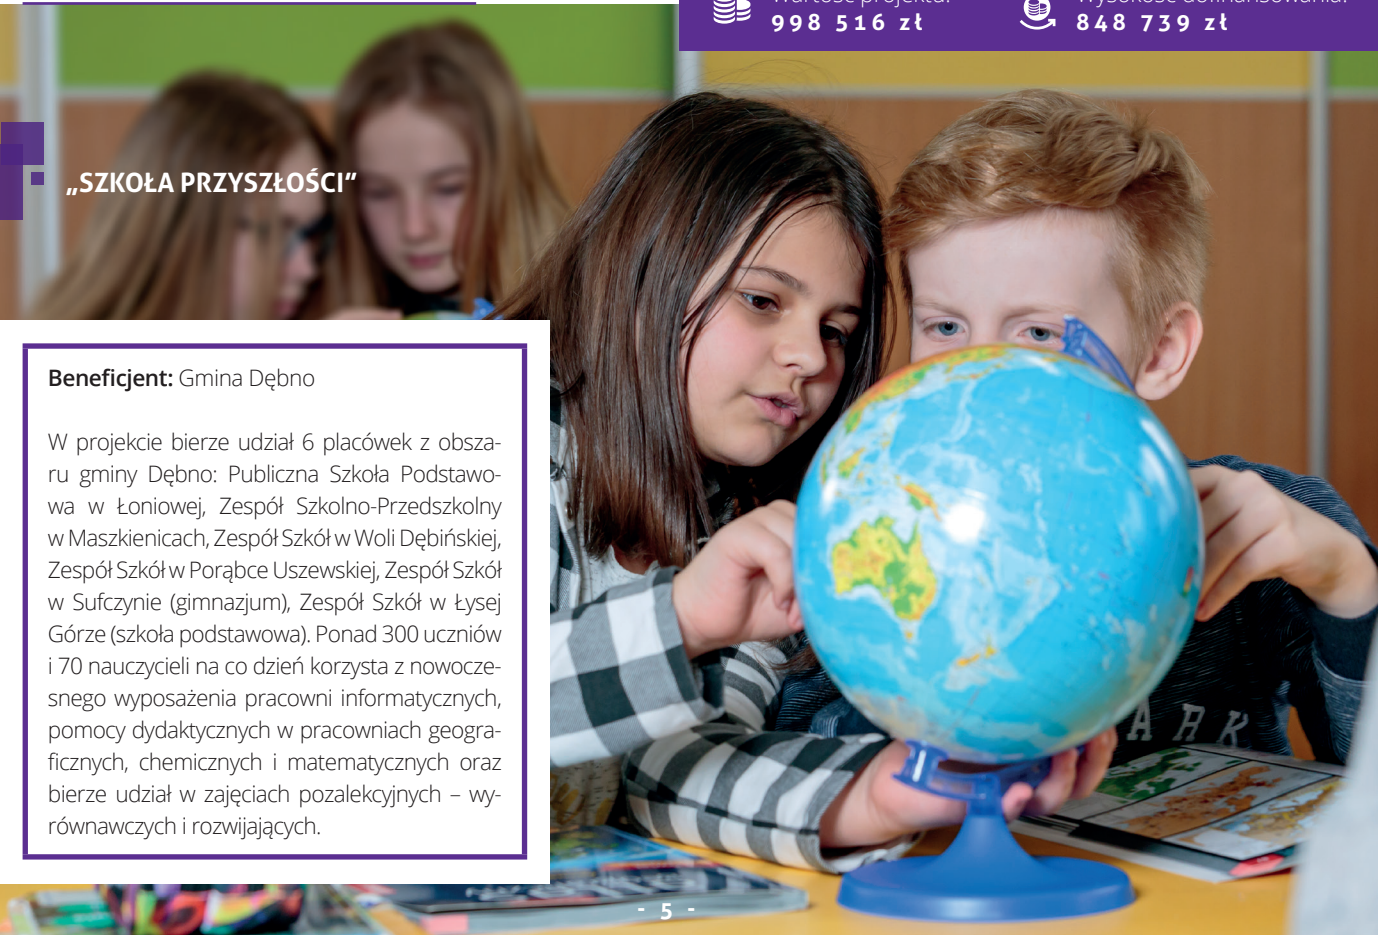 Wartość projektu:
998 516 zł
Wysokość dofinansowania:
848 739 zł
„SZKOŁA PRZYSZŁOŚCI”
Beneficjent: Gmina Dębno
W projekcie bierze udział 6 placówek z obsza-
ru gminy Dębno: Publiczna Szkoła Podstawo-
wa w Łoniowej, Zespół Szkolno-Przedszkolny
w Maszkienicach, Zespół Szkół w Woli Dębińskiej,
Zespół Szkół w Porąbce Uszewskiej, Zespół Szkół
w Sufczynie (gimnazjum), Zespół Szkół w Łysej
Górze (szkoła podstawowa). Ponad 300 uczniów
i 70 nauczycieli na co dzień korzysta z nowocze-
snego wyposażenia pracowni informatycznych,
pomocy dydaktycznych w pracowniach geogra-
ficznych, chemicznych i matematycznych oraz
bierze udział w zajęciach pozalekcyjnych – wy-
równawczych i rozwijających.
- 5 -